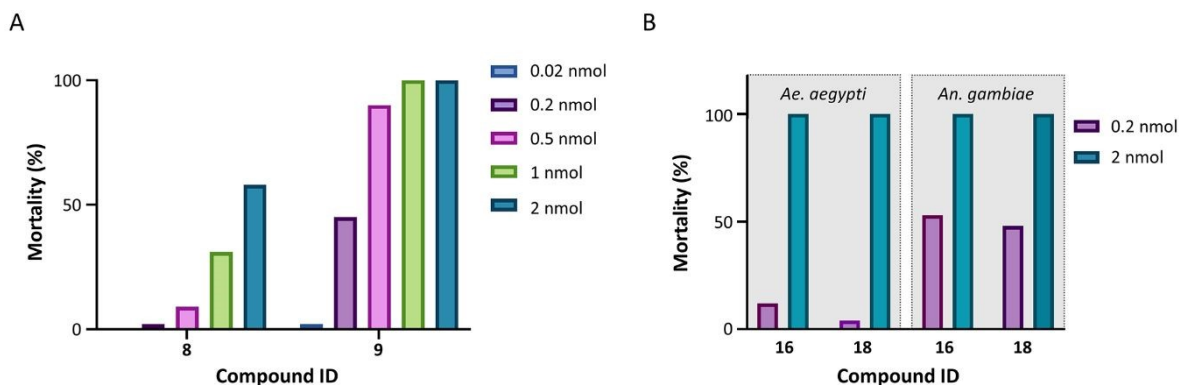 A
Mortality (%)
100
50
0
8
9
Compound ID
0.02 nmol
0.2 nmol
0.5 nmol
1 nmol
2 nmol
B
Mortality (%)
100
50
0
Ae. aegypti
An. gambiae
16
18
16
18
Compound ID
0.2 nmol
2 nmol